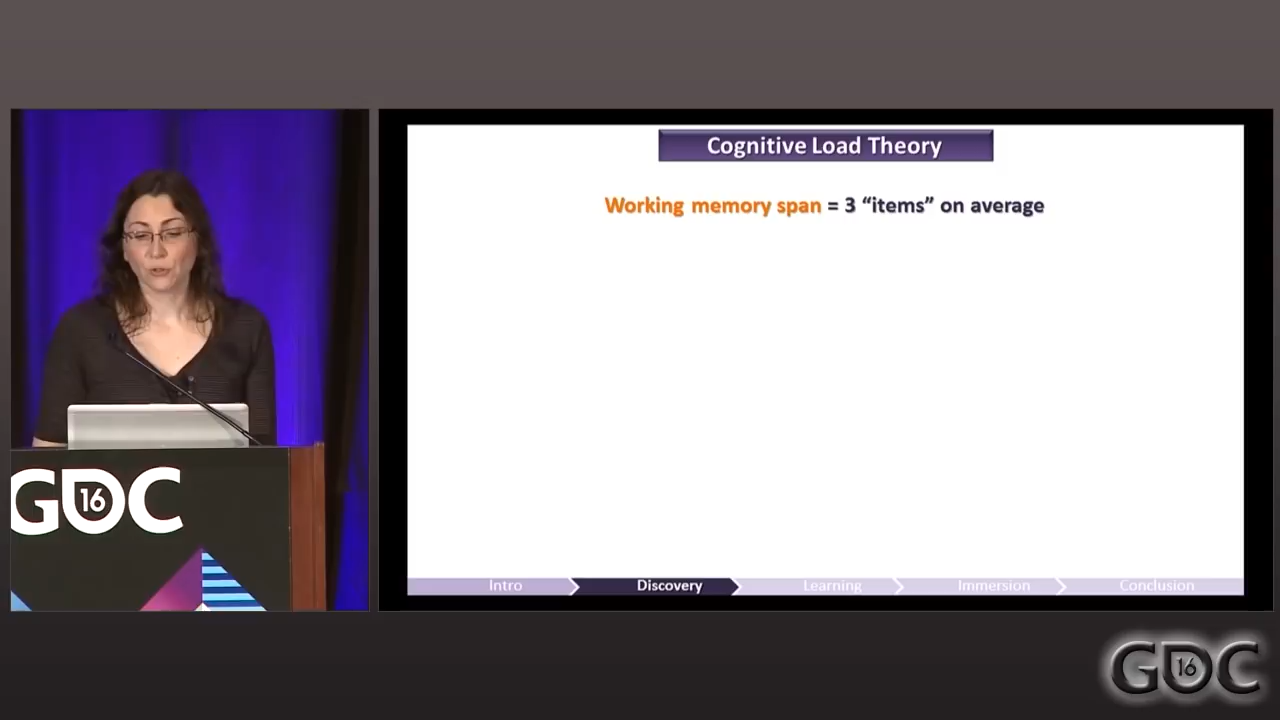 Cognitive Load Theory
Working memory span = 3 “items” on average
GDC 16
Intro
Discovery
Learning
Immersion
Conclusion
GDC 16